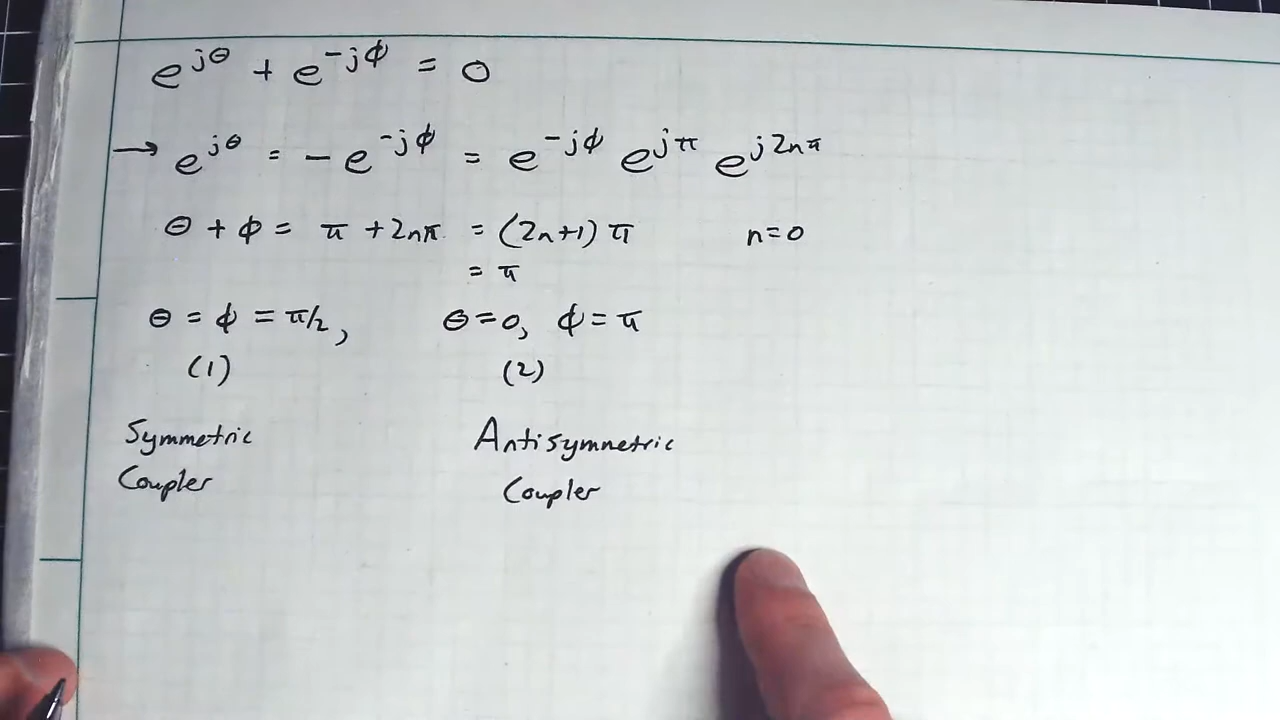 e^{jθ} + e^{-jϕ} = 0
→ e^{jθ} = -e^{-jϕ} = e^{-jϕ} e^{jπ} e^{j2nπ}
θ + ϕ = π + 2nπ = (2n+1)π n=0
= π
θ = ϕ = π/2, θ=0, ϕ=π
(1) (2)
Symmetric Antisymmetric
Coupler Coupler